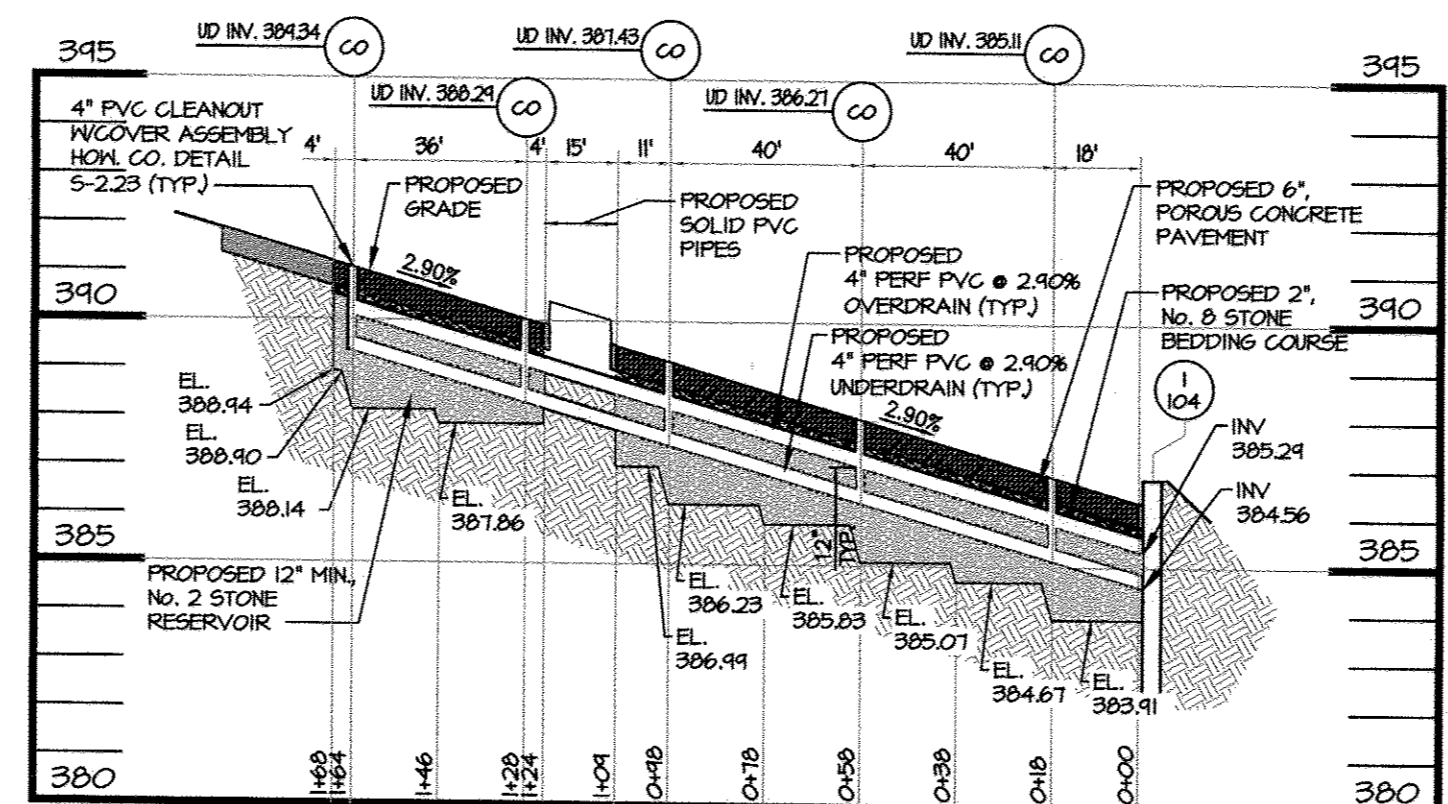 UD INV. 389.34
CO
UD INV. 387.43
CO
UD INV. 385.11
CO
395
395
UD INV. 388.29
CO
UD INV. 386.27
CO
4" PVC CLEANOUT
W/COVER ASSEMBLY
HOW. CO. DETAIL
S-2.23 (TYP.)
4'
36'
4'
15'
11'
40'
40'
18'
PROPOSED
GRADE
PROPOSED
SOLID PVC
PIPES
PROPOSED 6",
POROUS CONCRETE
PAVEMENT
2.90%
PROPOSED
4" PERF PVC @ 2.90%
OVERDRAIN (TYP.)
390
390
PROPOSED 2",
No. 8 STONE
BEDDING COURSE
PROPOSED
4" PERF PVC @ 2.90%
UNDERDRAIN (TYP.)
1
104
EL.
388.94
2.90%
INV
385.29
EL.
388.90
EL.
388.14
EL.
387.86
INV
384.56
385
385
12"
TYP.
PROPOSED 12" MIN.,
No. 2 STONE
RESERVOIR
EL.
386.23
EL.
385.83
EL.
385.07
EL.
386.99
EL.
384.67
EL.
383.91
380
380
1+68
1+64
1+46
1+28
1+24
1+09
0+98
0+78
0+58
0+38
0+18
0+00